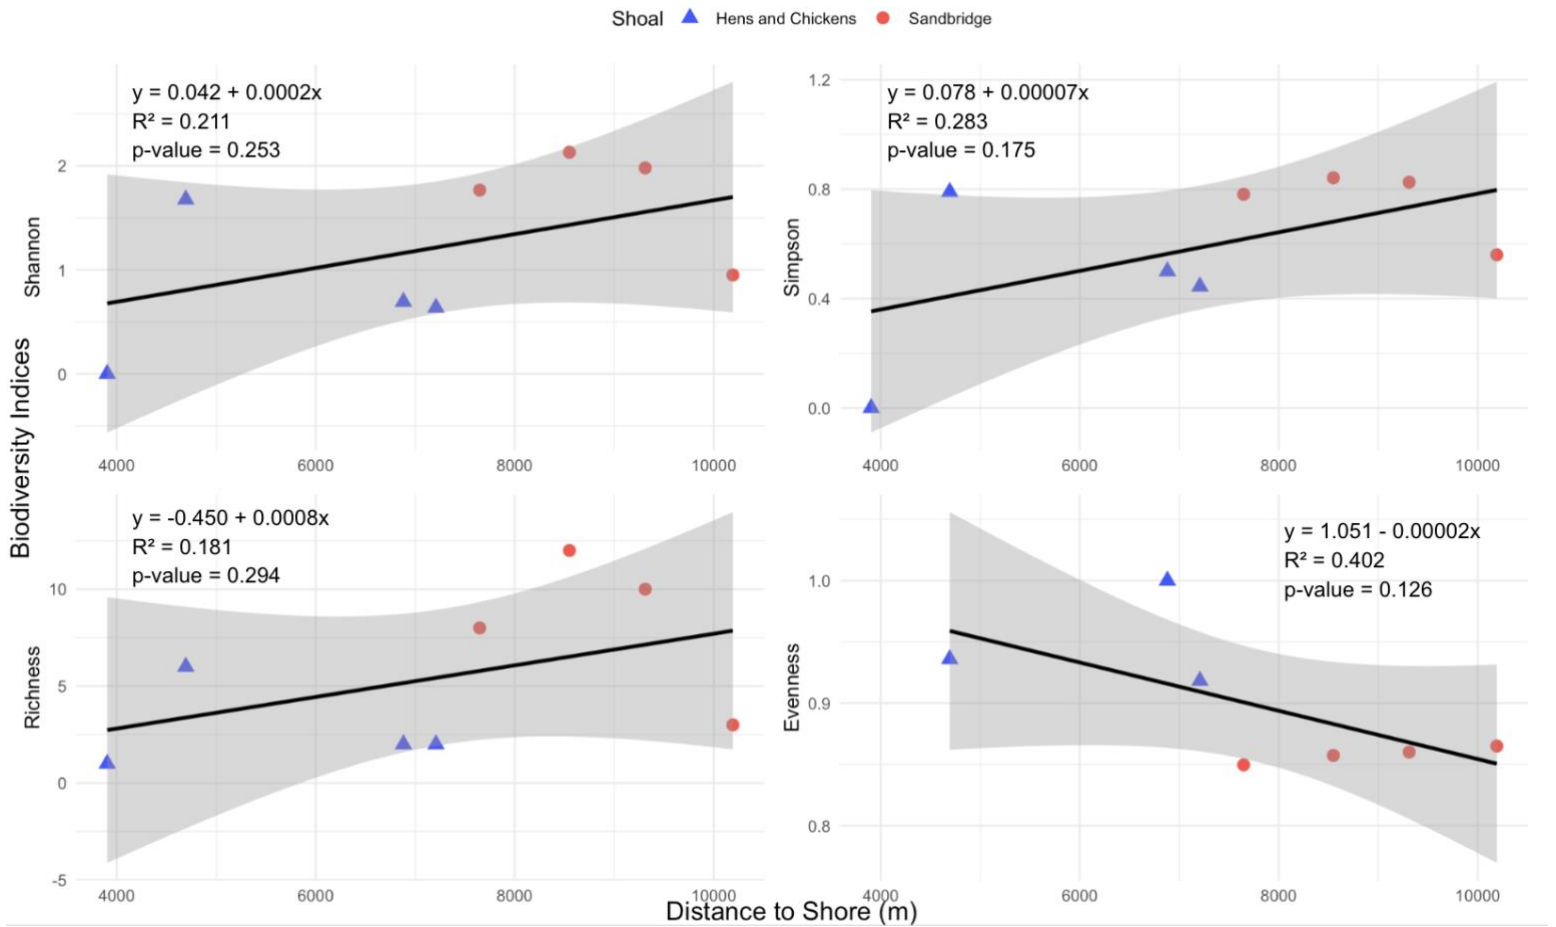 Shoal Hens and Chickens Sandbridge
y = 0.042 + 0.0002x
R² = 0.211
p-value = 0.253
Shannon
2
1
0
4000 6000 8000 10000
y = 0.078 + 0.00007x
R² = 0.283
p-value = 0.175
Simpson
1.2
0.8
0.4
0.0
4000 6000 8000 10000
Biodiversity Indices
y = -0.450 + 0.0008x
R² = 0.181
p-value = 0.294
Richness
10
5
0
-5
4000 6000 8000 10000
y = 1.051 - 0.00002x
R² = 0.402
p-value = 0.126
Evenness
1.0
0.9
0.8
4000 6000 8000 10000
Distance to Shore (m)